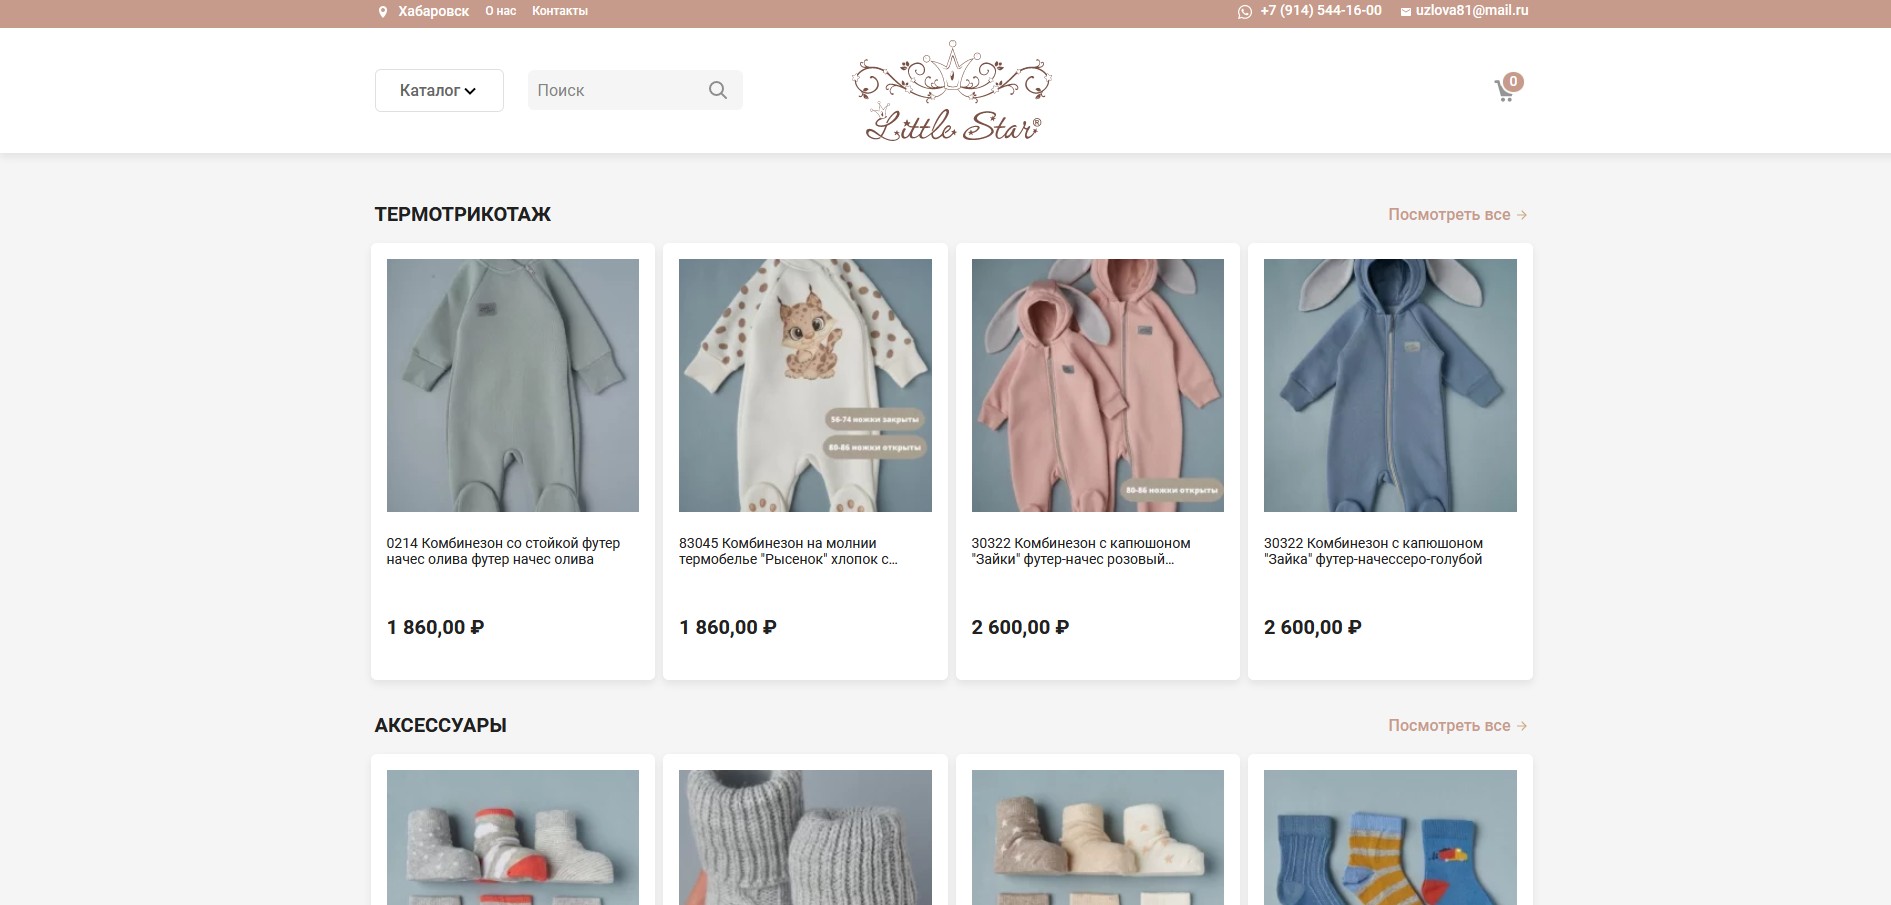 Хабаровск О нас Контакты +7 (914) 544-16-00 uzlova81@mail.ru
Каталог Поиск Little Star® 0
ТЕРМОТРИКОТАЖ Посмотреть все →
56-74 ножки закрыты
80-86 ножки открыты
80-86 ножки открыты
0214 Комбинезон со стойкой футер
начес олива футер начес олива
1 860,00 ₽
83045 Комбинезон на молнии
термобелье "Рысенок" хлопок с...
1 860,00 ₽
30322 Комбинезон с капюшоном
"Зайки" футер-начес розовый...
2 600,00 ₽
30322 Комбинезон с капюшоном
"Зайка" футер-начессеро-голубой
2 600,00 ₽
АКСЕССУАРЫ Посмотреть все →